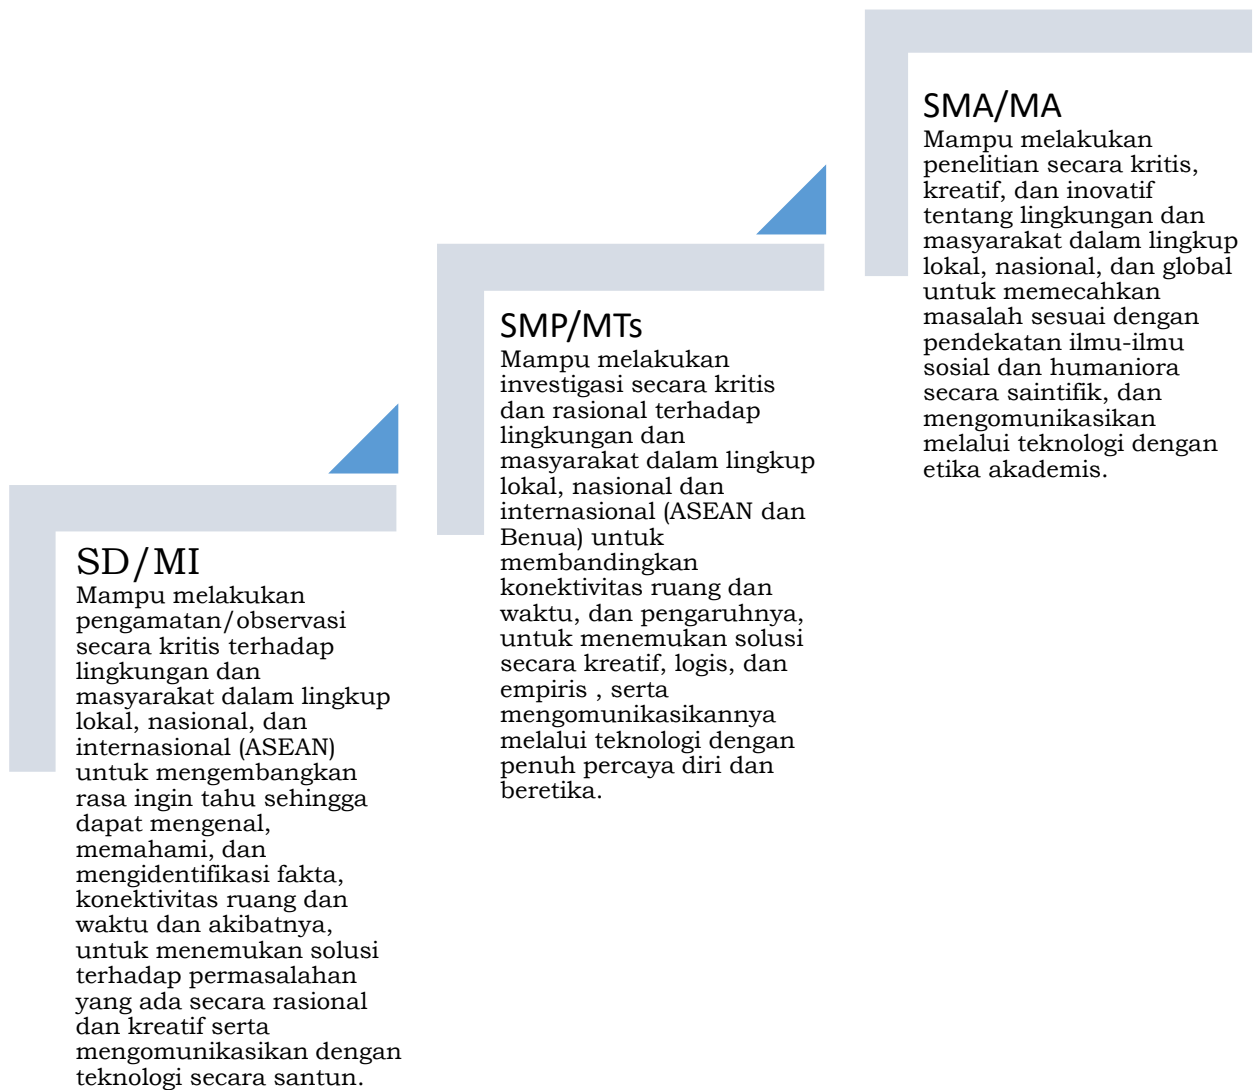 SD/MI
Mampu melakukan
pengamatan/observasi
secara kritis terhadap
lingkungan dan
masyarakat dalam lingkup
lokal, nasional, dan
internasional (ASEAN)
untuk mengembangkan
rasa ingin tahu sehingga
dapat mengenal,
memahami, dan
mengidentifikasi fakta,
konektivitas ruang dan
waktu dan akibatnya,
untuk menemukan solusi
terhadap permasalahan
yang ada secara rasional
dan kreatif serta
mengomunikasikan dengan
teknologi secara santun.
SMP/MTs
Mampu melakukan
investigasi secara kritis
dan rasional terhadap
lingkungan dan
masyarakat dalam lingkup
lokal, nasional dan
internasional (ASEAN dan
Benua) untuk
membandingkan
konektivitas ruang dan
waktu, dan pengaruhnya,
untuk menemukan solusi
secara kreatif, logis, dan
empiris , serta
mengomunikasikannya
melalui teknologi dengan
penuh percaya diri dan
beretika.
SMA/MA
Mampu melakukan
penelitian secara kritis,
kreatif, dan inovatif
tentang lingkungan dan
masyarakat dalam lingkup
lokal, nasional, dan global
untuk memecahkan
masalah sesuai dengan
pendekatan ilmu-ilmu
sosial dan humaniora
secara saintifik, dan
mengomunikasikan
melalui teknologi dengan
etika akademis.